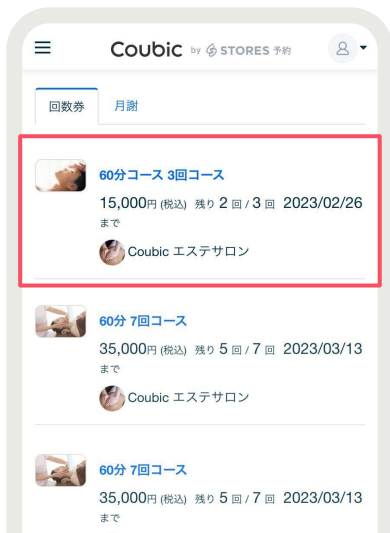 Coubic by STORES 予約
回数券 月謝
60分コース 3回コース
15,000円 (税込) 残り 2 回 / 3 回 2023/02/26
まで
Coubic エステサロン
60分 7回コース
35,000円 (税込) 残り 5 回 / 7 回 2023/03/13
まで
Coubic エステサロン
60分 7回コース
35,000円 (税込) 残り 5 回 / 7 回 2023/03/13
まで